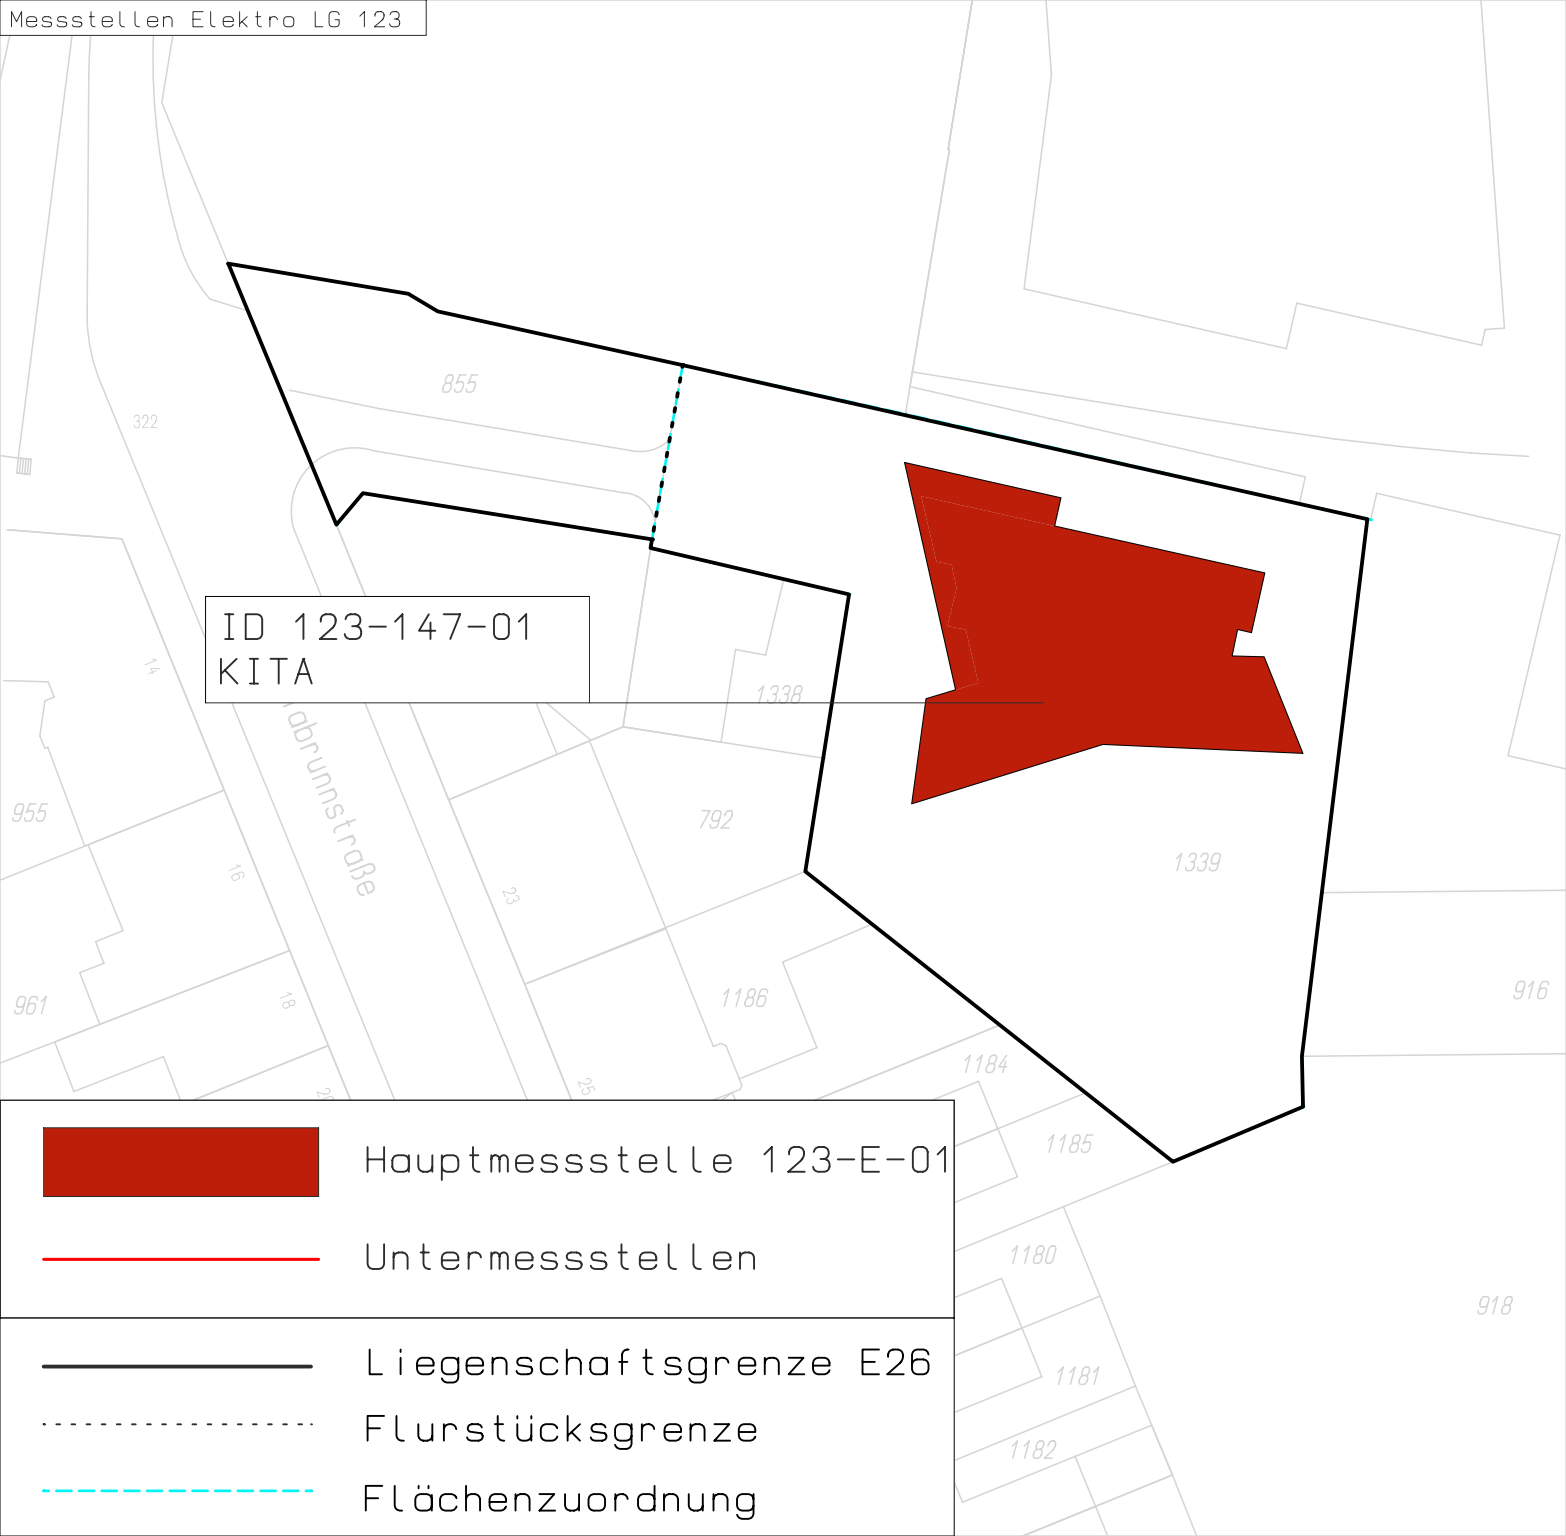 Messstellen Elektro LG 123
855
322
ID 123-147-01
KITA
14
1338
abrunnstraße
955
792
16
23
1339
961
18
1186
916
1184
25
1185
Hauptmessstelle 123-E-01
Untermessstellen
1180
918
Liegenschaftsgrenze E26
1181
Flurstücksgrenze
1182
Flächenzuordnung